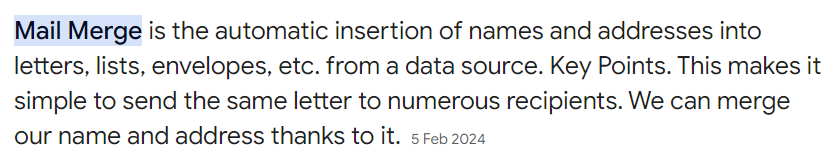 Mail Merge is the automatic insertion of names and addresses into
letters, lists, envelopes, etc. from a data source. Key Points. This makes it
simple to send the same letter to numerous recipients. We can merge
our name and address thanks to it. 5 Feb 2024